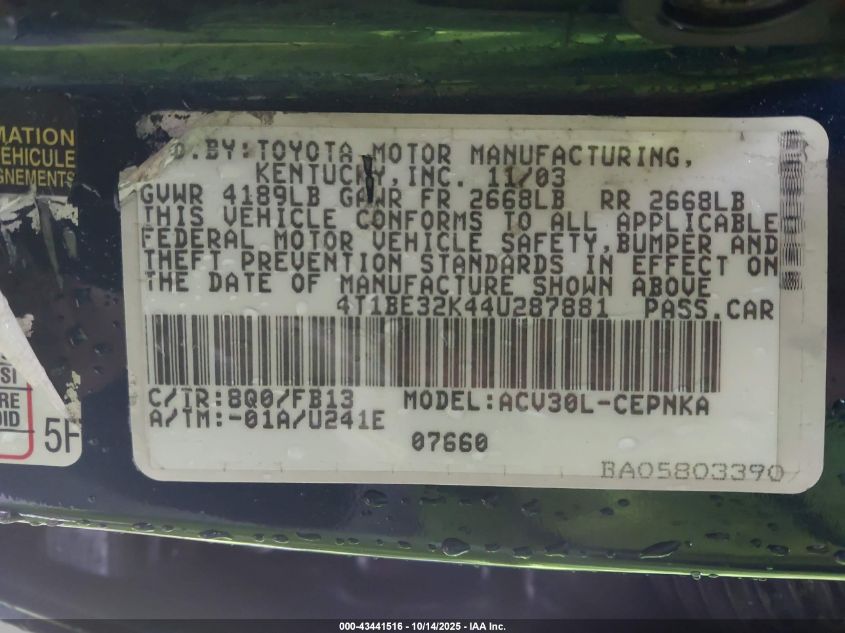 MATION
VEHICULE
GNEMENTS
D.BY:TOYOTA MOTOR MANUFACTURING,
KENTUCKY,INC. 11/03
GVWR 4189LB GAWR FR 2668LB RR 2668LB
THIS VEHICLE CONFORMS TO ALL APPLICABLE
FEDERAL MOTOR VEHICLE SAFETY,BUMPER AND
THEFT PREVENTION STANDARDS IN EFFECT ON
THE DATE OF MANUFACTURE SHOWN ABOVE
4T1BE32K44U287881 PASS.CAR
C/TR:8Q0/FB13 MODEL:ACV30L-CEPNKA
A/TM:-01A/U241E
07660
BA05803390
SI
RE
OID
5F
000-43441516 - 10/14/2025 - IAA Inc.